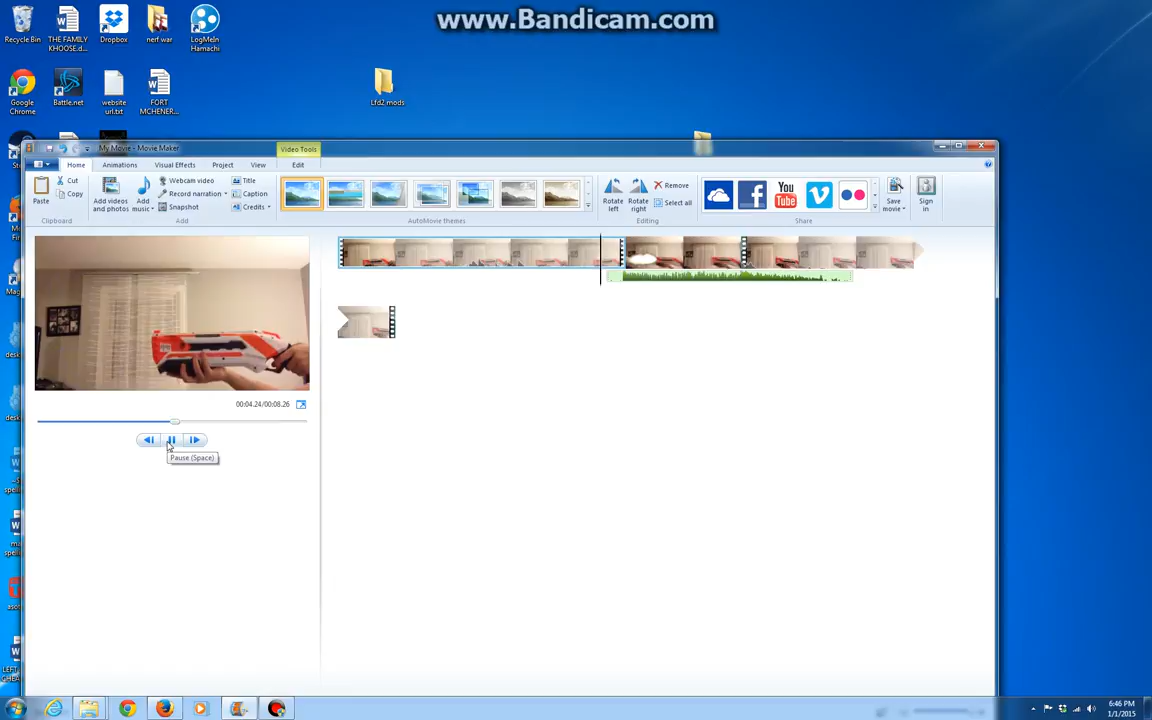 www.Bandicam.com
Recycle Bin
THE FAMILY KHOOSE.d...
Dropbox
nerf war
LogMeIn Hamachi
Google Chrome
Battle.net
website url.txt
FORT MCHENER...
Lfd2 mods
My Movie - Movie Maker
Video Tools
Home
Animations
Visual Effects
Project
View
Edit
Paste
Cut
Copy
Clipboard
Add videos and photos
Add music
Webcam video
Record narration
Snapshot
Title
Caption
Credits
Add
AutoMovie themes
Rotate left
Rotate right
Remove
Select all
Editing
You Tube
Share
Save movie
Sign in
00:04.24/00:08.26
Pause (Space)
6:46 PM
1/1/2015